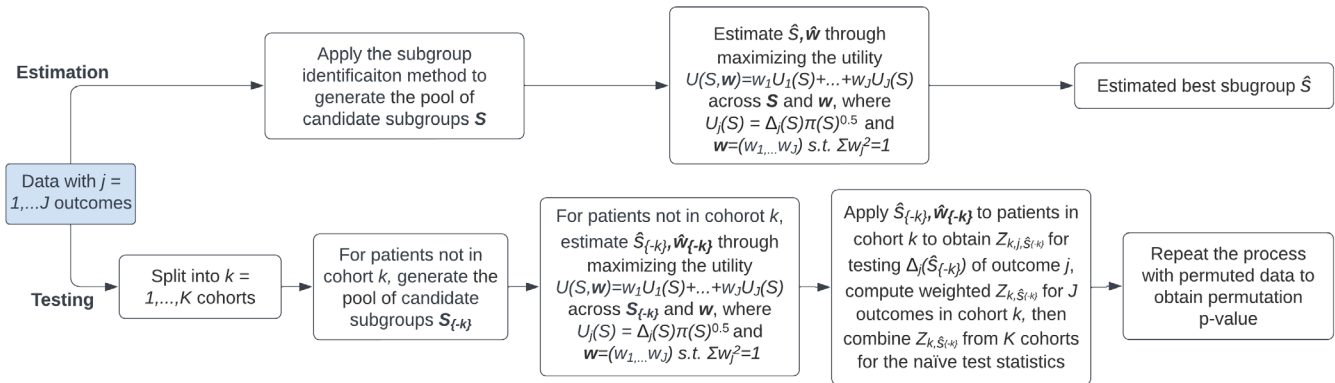 Estimation
Apply the subgroup
identificaiton method to
generate the pool of
candidate subgroups S
Estimate Ŝ,ŵ through
maximizing the utility
U(S,w)=w₁U₁(S)+...+wJUJ(S)
across S and w, where
Uj(S) = Δj(S)π(S)^0.5 and
w=(w₁,...wJ) s.t. Σwj²=1
Estimated best sbugroup Ŝ
Data with j =
1,...J outcomes
Testing
Split into k =
1,...,K cohorts
For patients not in
cohort k, generate the
pool of candidate
subgroups S{-k}
For patients not in cohorot k,
estimate Ŝ{-k},ŵ{-k} through
maximizing the utility
U(S,w)=w₁U₁(S)+...+wJUJ(S)
across S{-k} and w, where
Uj(S) = Δj(S)π(S)^0.5 and
w=(w₁,...wJ) s.t. Σwj²=1
Apply Ŝ{-k},ŵ{-k} to patients in
cohort k to obtain Zk,j,Ŝ{-k} for
testing Δj(Ŝ{-k}) of outcome j,
compute weighted Zk,Ŝ{-k} for J
outcomes in cohort k, then
combine Zk,Ŝ{-k} from K cohorts
for the naïve test statistics
Repeat the process
with permuted data to
obtain permutation
p-value